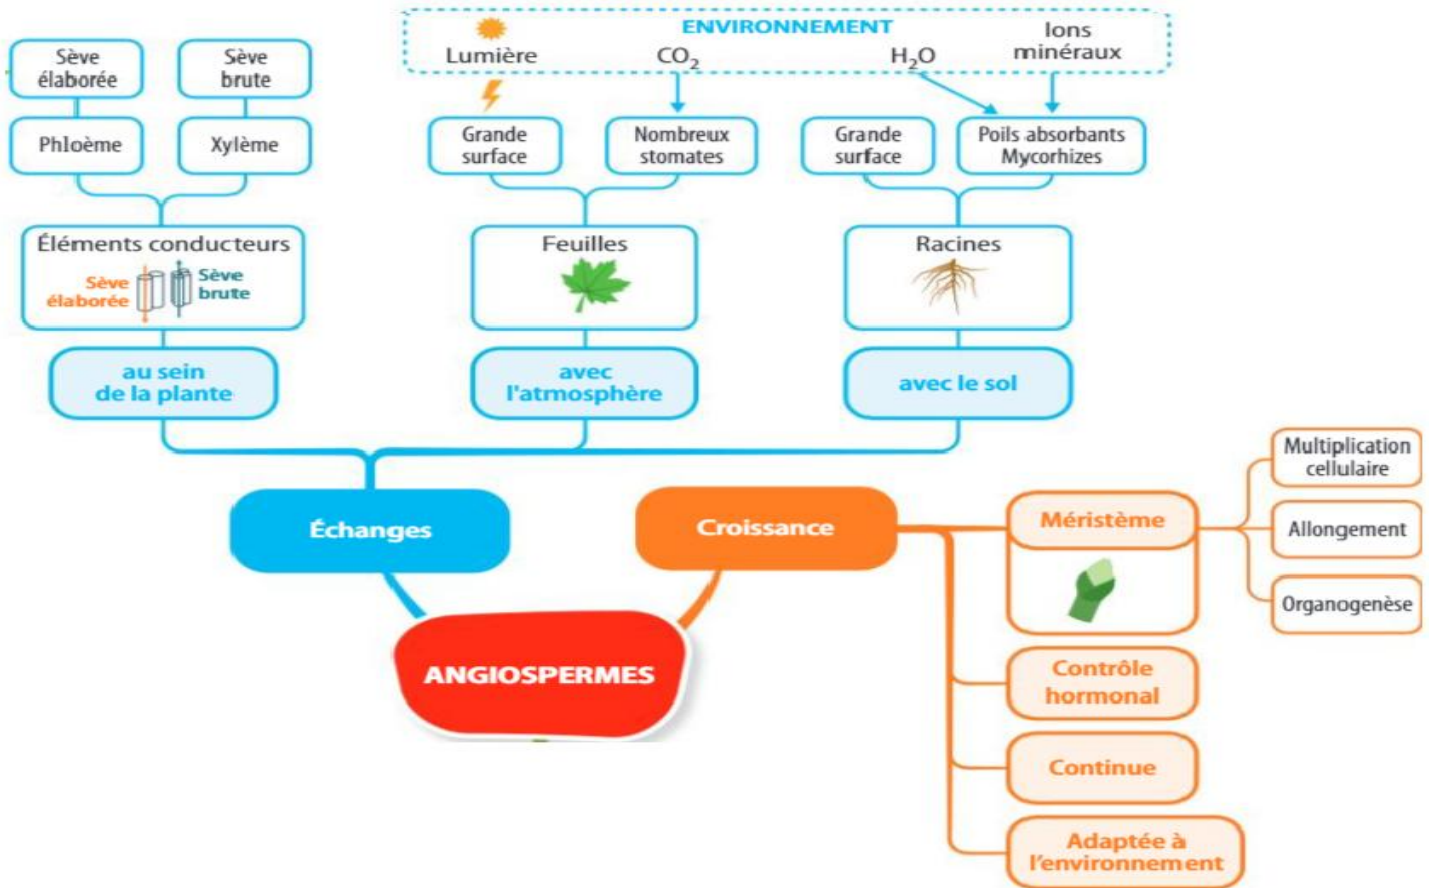 ENVIRONNEMENT
Lumière
CO₂
H₂O
Ions
minéraux
Sève
élaborée
Sève
brute
Phloème
Xylème
Grande
surface
Nombreux
stomates
Grande
surface
Poils absorbants
Mycorhizes
Éléments conducteurs
Sève
élaborée
Sève
brute
Feuilles
Racines
au sein
de la plante
avec
l'atmosphère
avec le sol
Échanges
Croissance
Méristème
Multiplication
cellulaire
Allongement
Organogenèse
ANGIOSPERMES
Contrôle
hormonal
Continue
Adaptée à
l'environnement